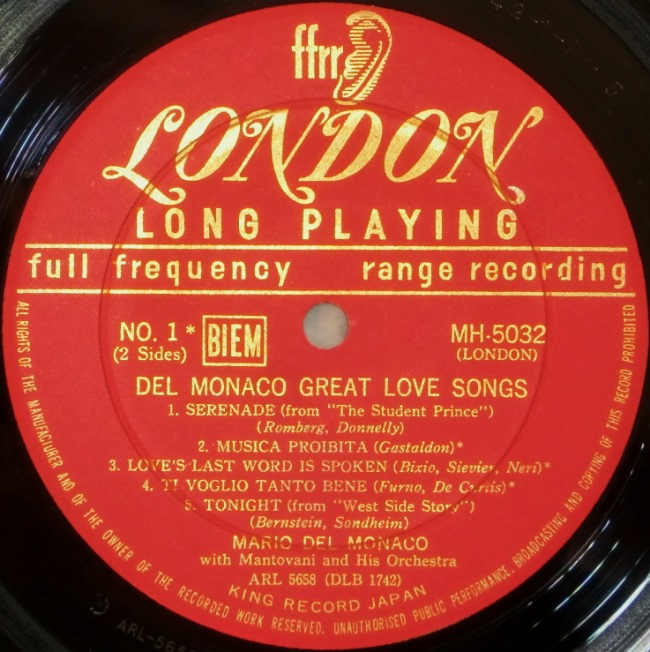 ffrr
LONDON
LONG PLAYING
full frequency range recording
NO. 1 * BIEM MH-5032
(2 Sides) (LONDON)
DEL MONACO GREAT LOVE SONGS
1. SERENADE (from "The Student Prince")
(Romberg, Donnelly)
2. MUSICA PROIBITA (Gastaldon)*
3. LOVE'S LAST WORD IS SPOKEN (Bixio, Sievier, Neri)*
4. TI VOGLIO TANTO BENE (Furno, De Curtis)*
5. TONIGHT (from "West Side Story")
(Bernstein, Sondheim)
MARIO DEL MONACO
with Mantovani and His Orchestra
ARL 5658 (DLB 1742)
KING RECORD JAPAN
ALL RIGHTS OF THE MANUFACTURER AND OF THE OWNER OF THE RECORDED WORK RESERVED. UNAUTHORISED PUBLIC PERFORMANCE, BROADCASTING AND COPYING OF THIS RECORD PROHIBITED